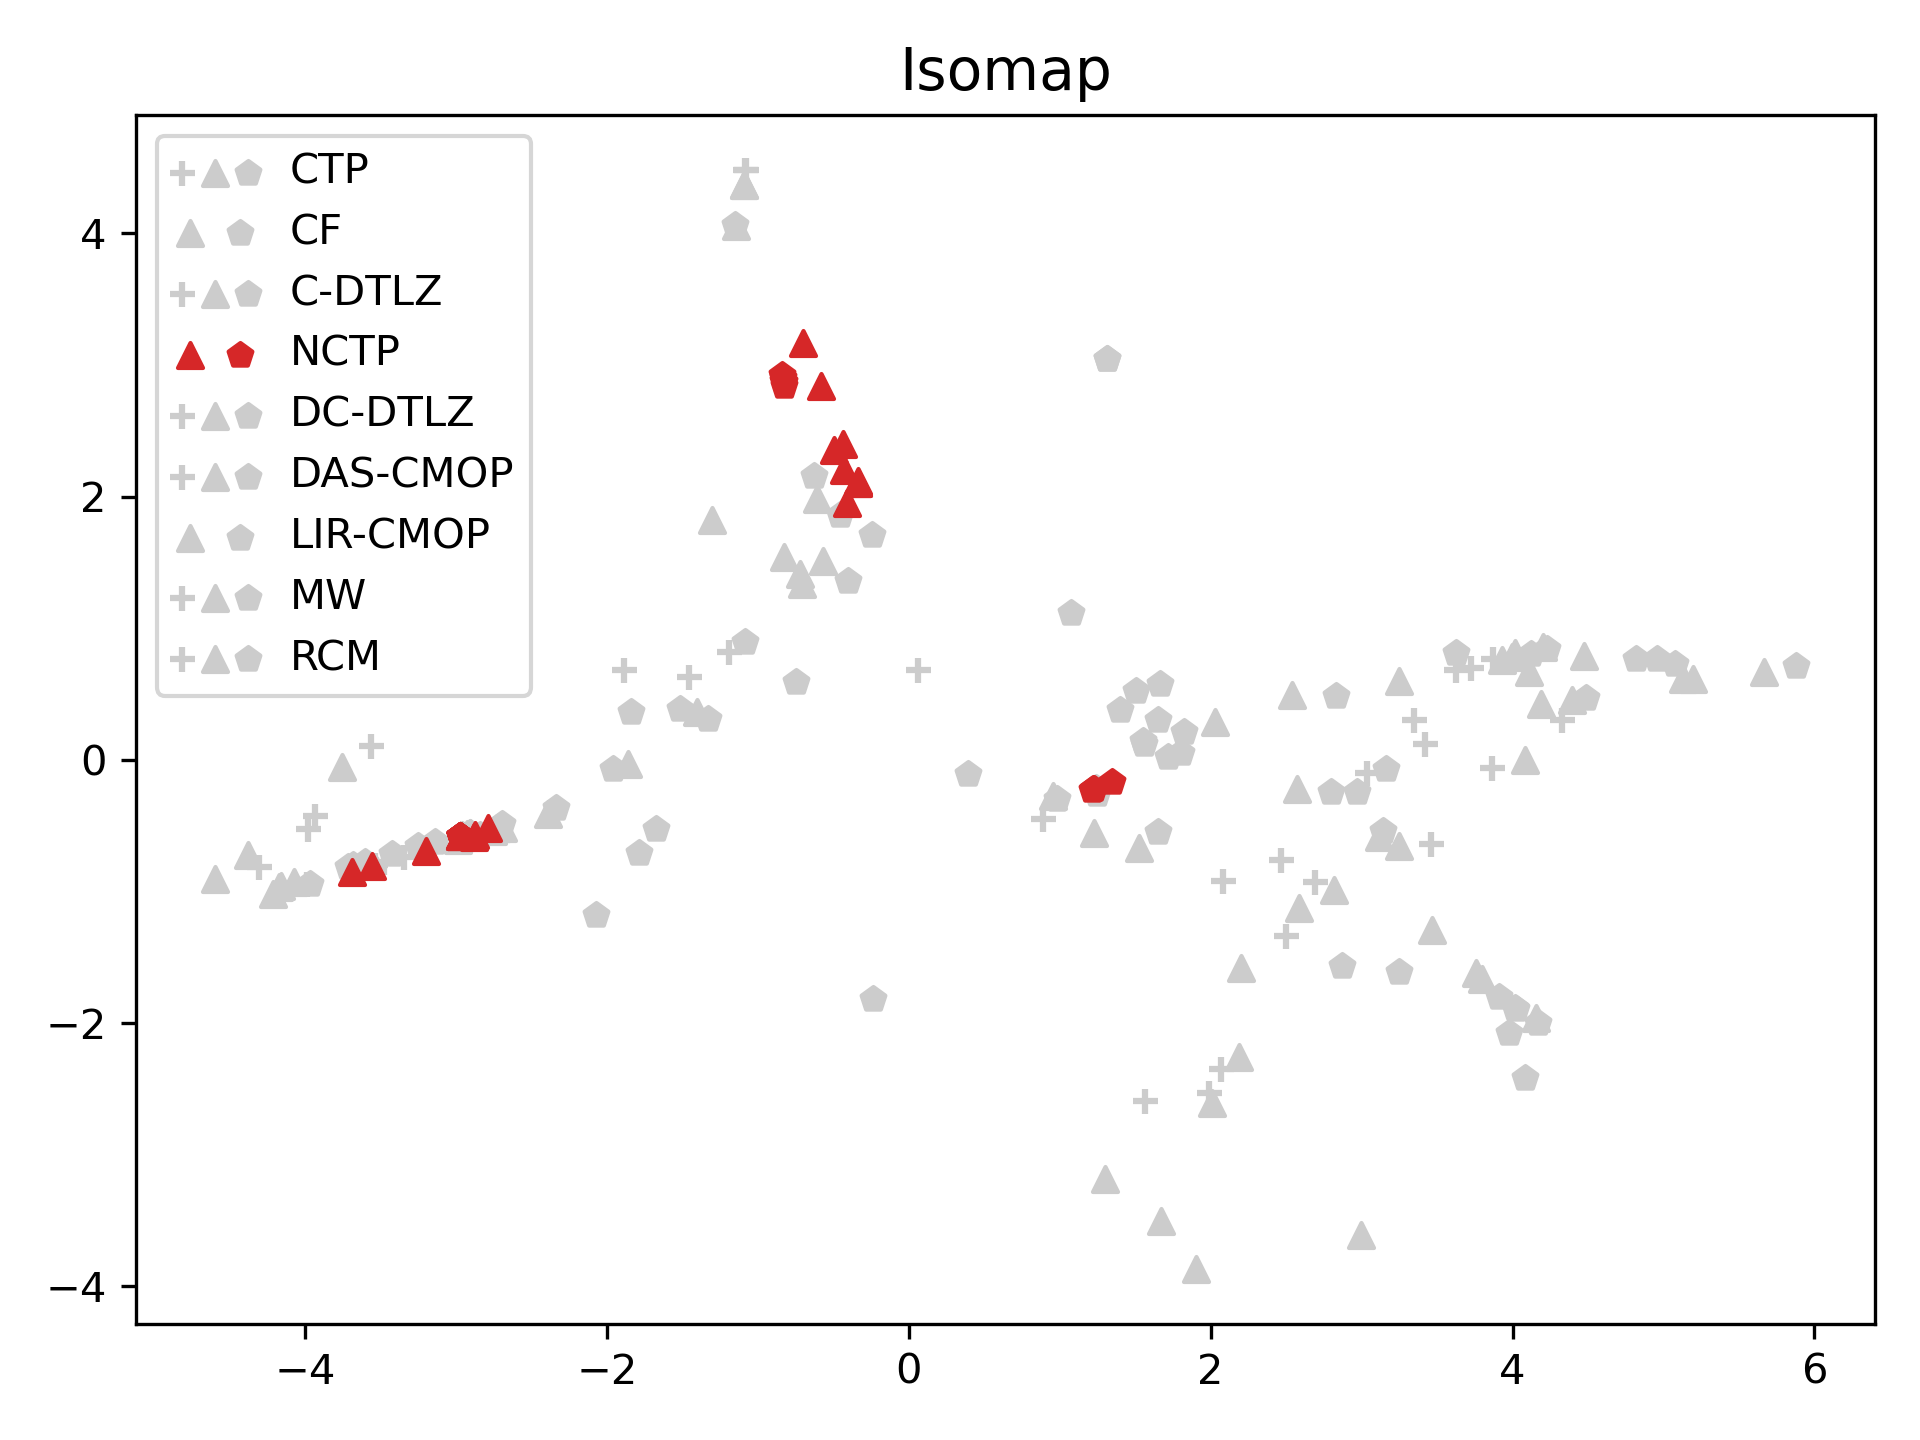 Isomap
CTP
CF
C-DTLZ
NCTP
DC-DTLZ
DAS-CMOP
LIR-CMOP
MW
RCM
4
2
0
−2
−4
−4 −2 0 2 4 6